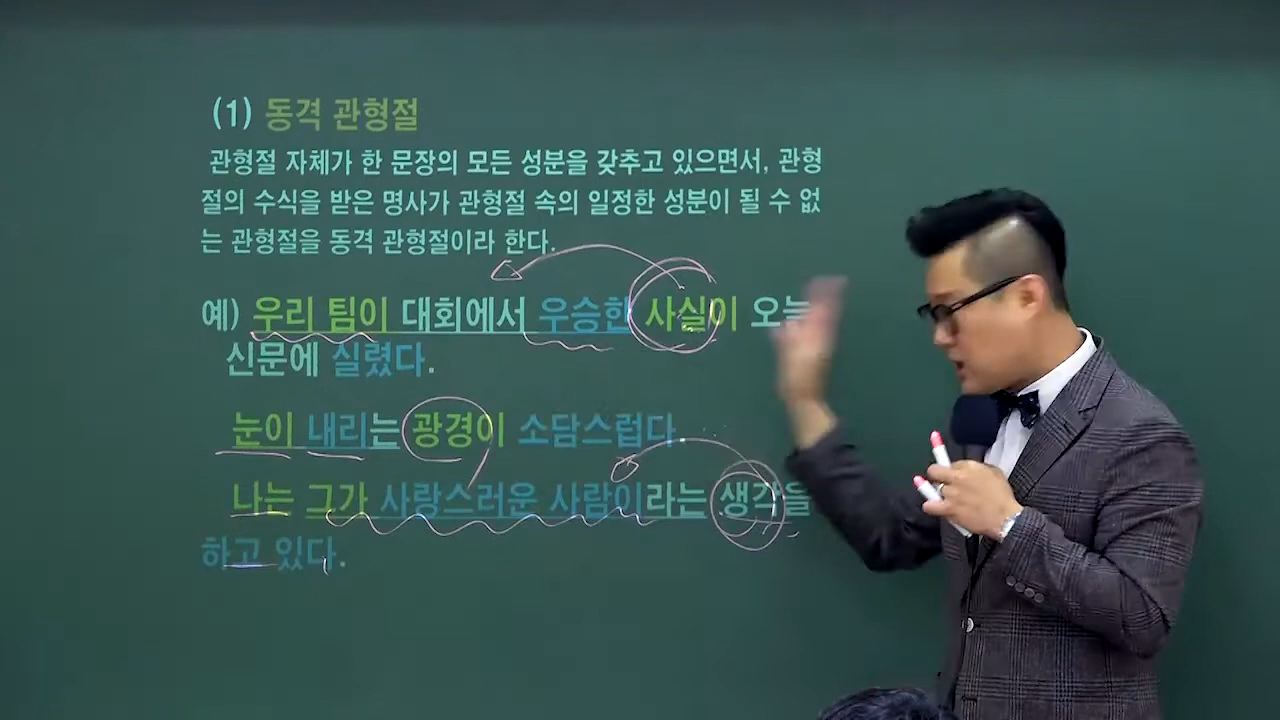 (1) 동격 관형절
관형절 자체가 한 문장의 모든 성분을 갖추고 있으면서, 관형
절의 수식을 받은 명사가 관형절 속의 일정한 성분이 될 수 없
는 관형절을 동격 관형절이라 한다.
예) 우리 팀이 대회에서 우승한 사실이 오늘
신문에 실렸다.
눈이 내리는 광경이 소담스럽다.
나는 그가 사랑스러운 사람이라는 생각을
하고 있다.